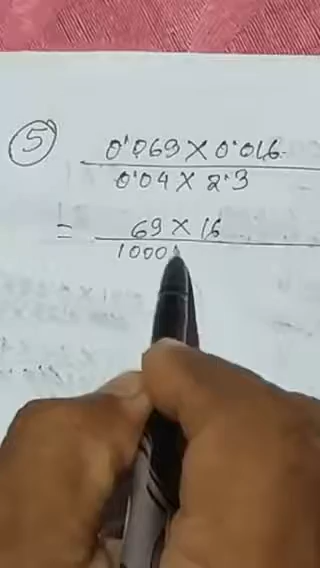 5
0.069 × 0.016
0.04 × 2.3
= 69 × 16
1000